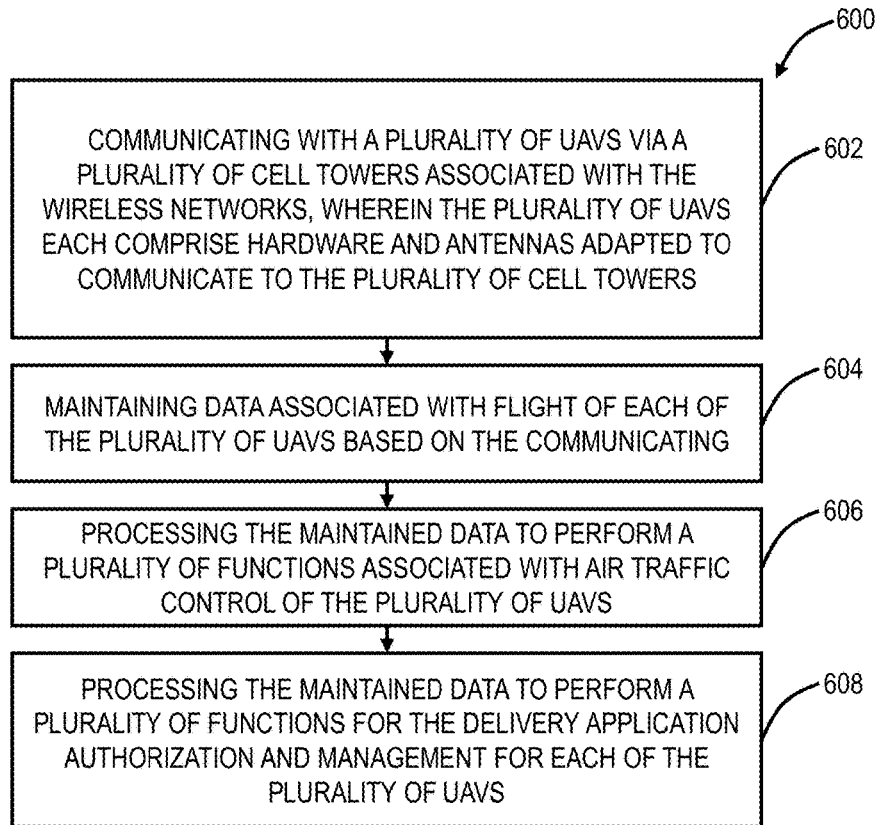 600
COMMUNICATING WITH A PLURALITY OF UAVS VIA A
PLURALITY OF CELL TOWERS ASSOCIATED WITH THE
WIRELESS NETWORKS, WHEREIN THE PLURALITY OF UAVS
EACH COMPRISE HARDWARE AND ANTENNAS ADAPTED TO
COMMUNICATE TO THE PLURALITY OF CELL TOWERS
602
MAINTAINING DATA ASSOCIATED WITH FLIGHT OF EACH OF
THE PLURALITY OF UAVS BASED ON THE COMMUNICATING
604
PROCESSING THE MAINTAINED DATA TO PERFORM A
PLURALITY OF FUNCTIONS ASSOCIATED WITH AIR TRAFFIC
CONTROL OF THE PLURALITY OF UAVS
606
PROCESSING THE MAINTAINED DATA TO PERFORM A
PLURALITY OF FUNCTIONS FOR THE DELIVERY APPLICATION
AUTHORIZATION AND MANAGEMENT FOR EACH OF THE
PLURALITY OF UAVS
608